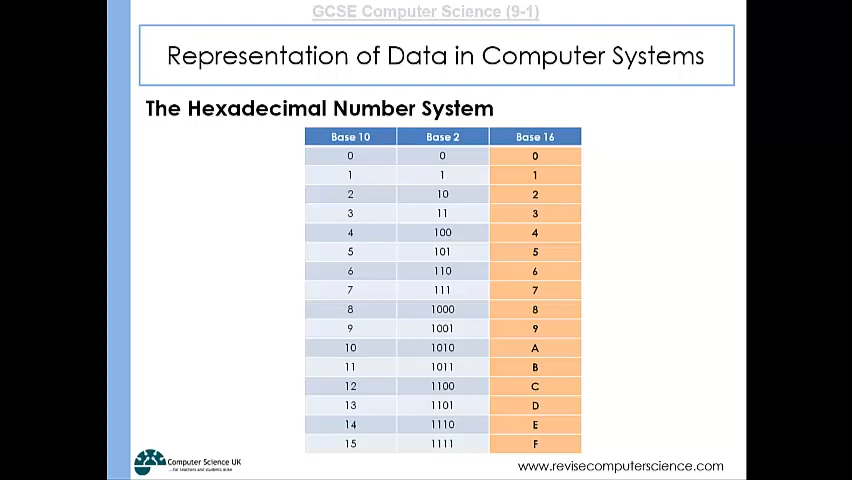 GCSE Computer Science (9-1)
Representation of Data in Computer Systems
The Hexadecimal Number System
Base 10 Base 2 Base 16
0 0 0
1 1 1
2 10 2
3 11 3
4 100 4
5 101 5
6 110 6
7 111 7
8 1000 8
9 1001 9
10 1010 A
11 1011 B
12 1100 C
13 1101 D
14 1110 E
15 1111 F
Computer Science UK
...for teachers and students alike
www.revisecomputerscience.com